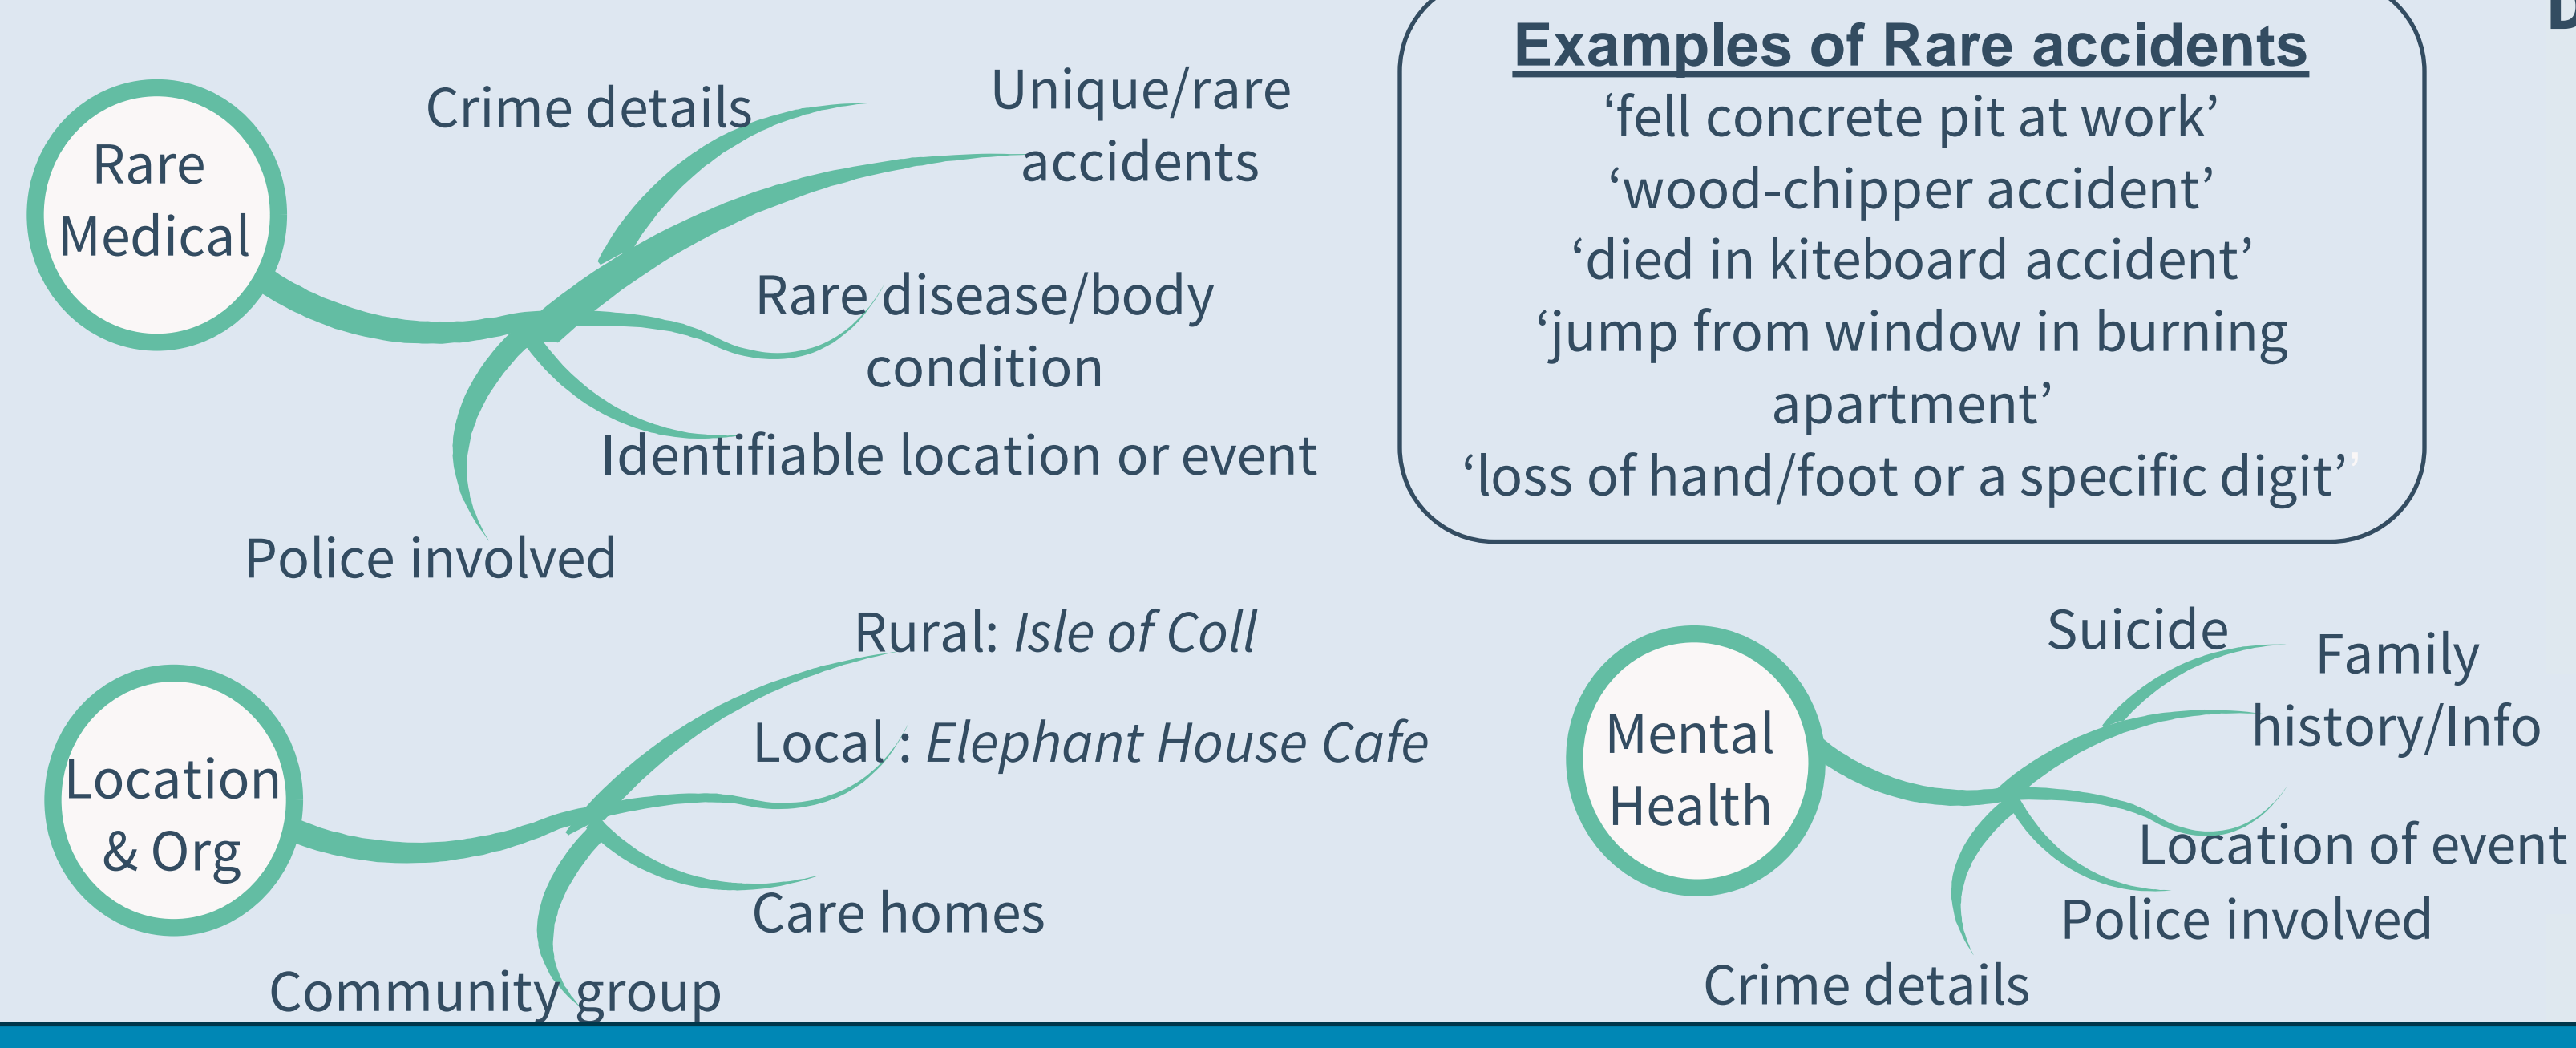 Rare
Medical
Crime details
Unique/rare
accidents
Rare disease/body
condition
Identifiable location or event
Police involved
Examples of Rare accidents
‘fell concrete pit at work’
‘wood-chipper accident’
‘died in kiteboard accident’
‘jump from window in burning
apartment’
‘loss of hand/foot or a specific digit’’
Location
& Org
Rural: Isle of Coll
Local : Elephant House Cafe
Care homes
Community group
Mental
Health
Suicide
Family
history/Info
Location of event
Police involved
Crime details